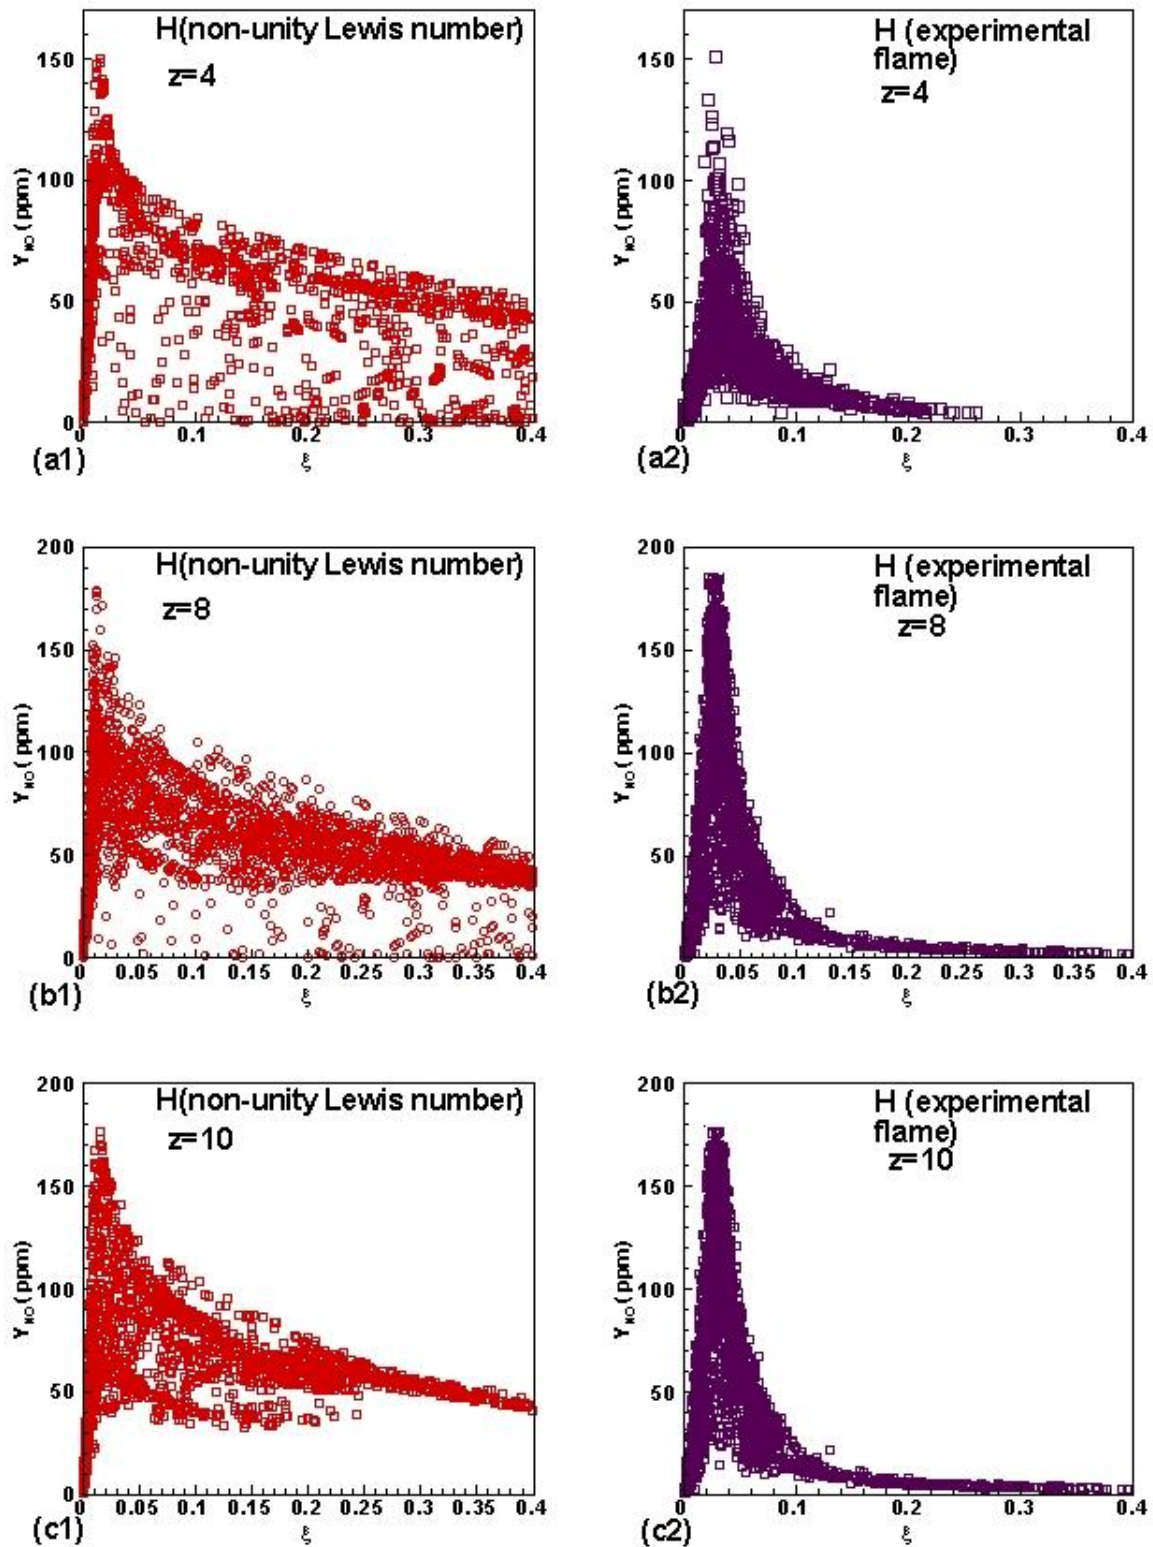 H(non-unity Lewis number)
z=4
150
100
50
0
Y_NO (ppm)
0 0.1 0.2 0.3 0.4
ξ
(a1)
H (experimental
flame)
z=4
150
100
50
Y_NO (ppm)
0 0.1 0.2 0.3 0.4
ξ
(a2)
H(non-unity Lewis number)
z=8
200
150
100
50
0
Y_NO (ppm)
0 0.05 0.1 0.15 0.2 0.25 0.3 0.35 0.4
ξ
(b1)
H (experimental
flame)
z=8
200
150
100
50
Y_NO (ppm)
0 0.05 0.1 0.15 0.2 0.25 0.3 0.35 0.4
ξ
(b2)
H(non-unity Lewis number)
z=10
200
150
100
50
0
Y_NO (ppm)
0 0.05 0.1 0.15 0.2 0.25 0.3 0.35 0.4
ξ
(c1)
H (experimental
flame)
z=10
200
150
100
50
Y_NO (ppm)
0 0.1 0.2 0.3 0.4
ξ
(c2)